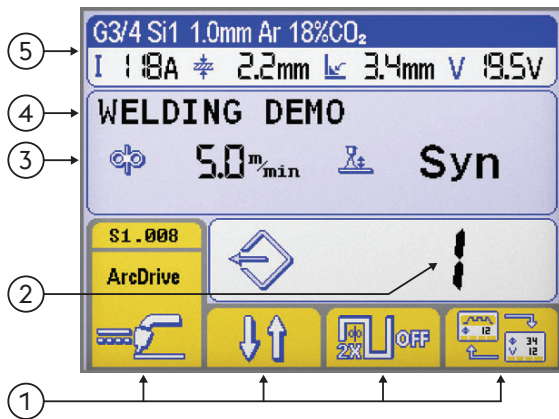 G3/4 Si1 1.0mm Ar 18%CO₂
5 I 118A 2.2mm 3.4mm V 19.5V
4 WELDING DEMO
3 5.0 m/min Syn
S1.008
ArcDrive
2 1
2X OFF 12 34 V 12
1